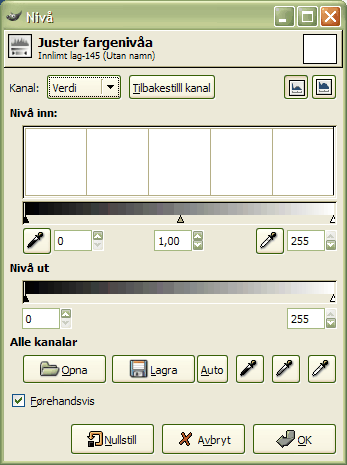 Nivå
Juster fargenivåa
Innlimt lag-145 (Utan namn)
Kanal: Verdi Tilbakestill kanal
Nivå inn:
0 1,00 255
Nivå ut
0 255
Alle kanalar
Opna Lagra Auto
Førehandsvis
Nullstill Avbryt OK